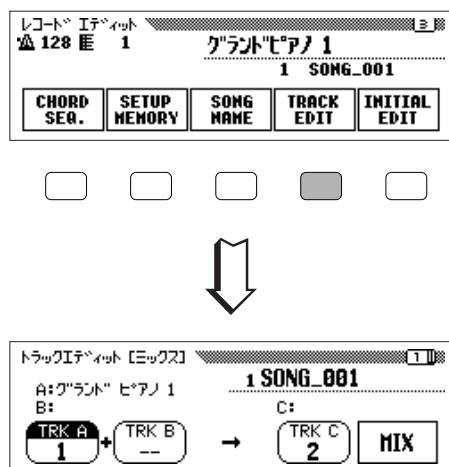 レコード エディット 3
128 1 グランドピアノ 1
1 SONG_001
CHORD SEQ. SETUP MEMORY SONG NAME TRACK EDIT INITIAL EDIT
トラックエディット [ミックス] 1
A:グランド ピアノ 1 1 SONG_001
B: C:
TRK A + TRK B → TRK C MIX
1 -- 2